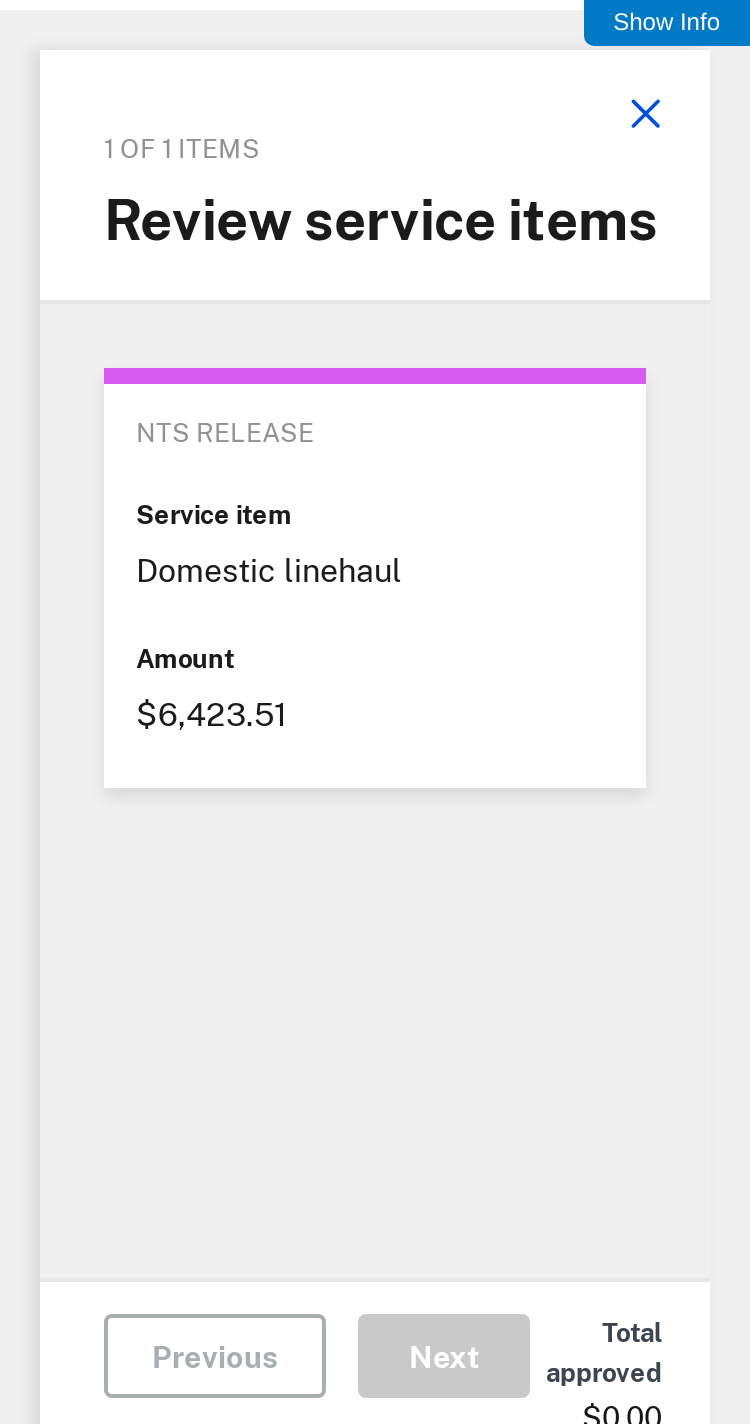 Show Info
1 OF 1 ITEMS
Review service items
NTS RELEASE
Service item
Domestic linehaul
Amount
$6,423.51
Previous
Next
Total
approved
$0.00